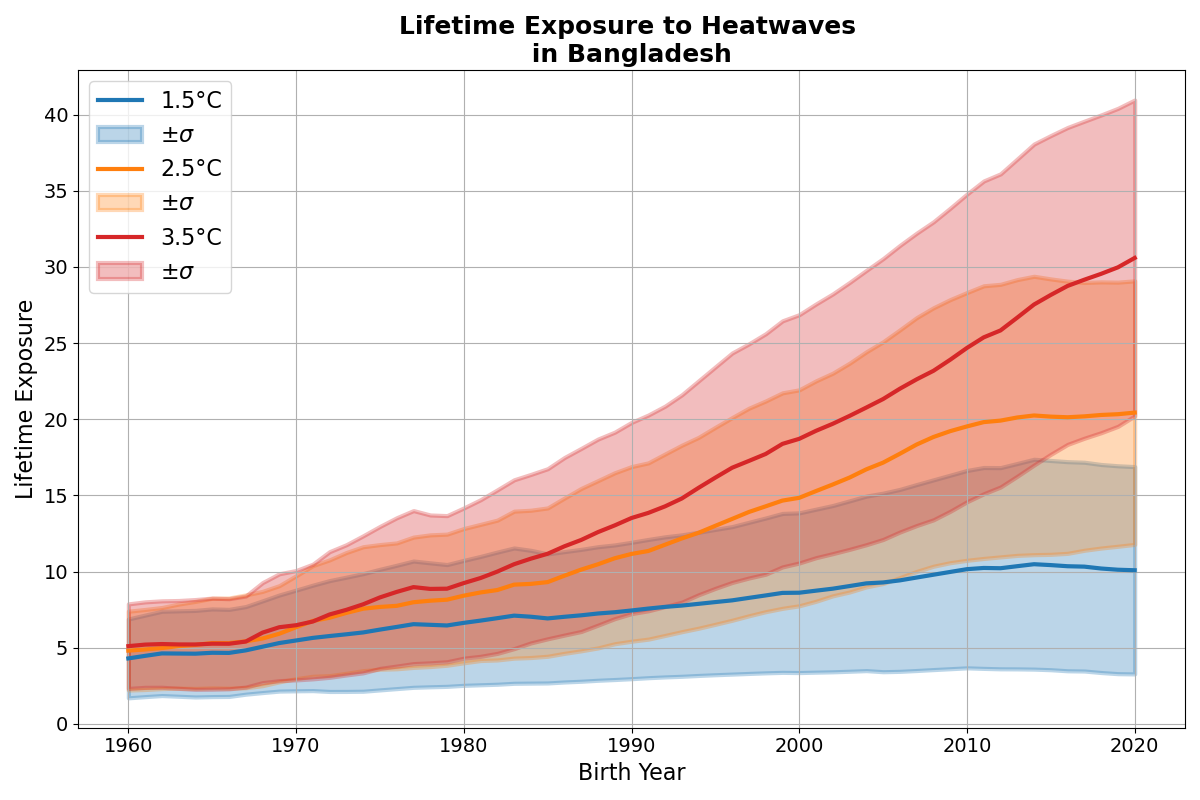 Lifetime Exposure to Heatwaves
in Bangladesh
1.5°C
±σ
2.5°C
±σ
3.5°C
±σ
Lifetime Exposure
40
35
30
25
20
15
10
5
0
1960 1970 1980 1990 2000 2010 2020
Birth Year